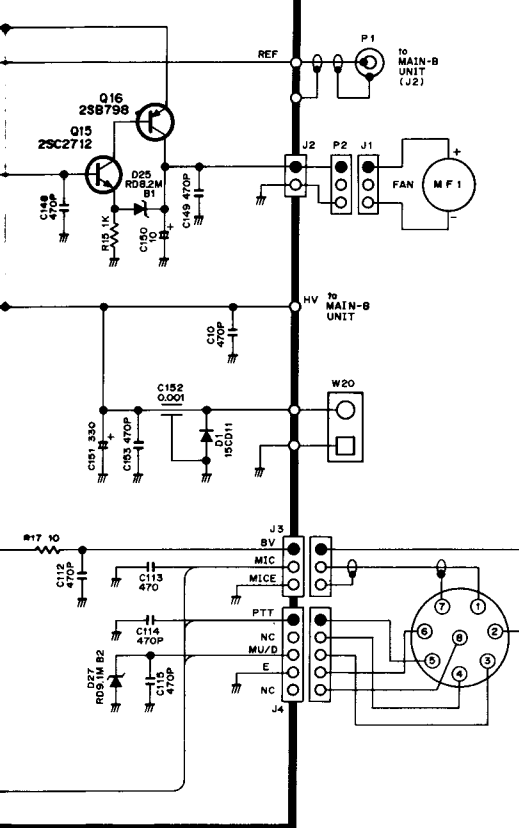 P1
REF
to
MAIN-B
UNIT
(J2)
Q16
2SB798
Q15
2SC2712
J2
P2
J1
+
D25
RD8.2M
B1
FAN
MF1
-
C148
470P
C149 470P
R15 1K
C150
10
+
HV
to
MAIN-B
UNIT
C10
470P
W20
C152
0.001
C151 330
+
C153 470P
D1
15CD11
J3
R17 10
BV
MIC
C112
470P
C113
470
MICE
7
1
PTT
6
8
2
C114
470P
NC
MU/D
5
3
D27
RD9.1M B2
C115
470P
E
4
NC
J4